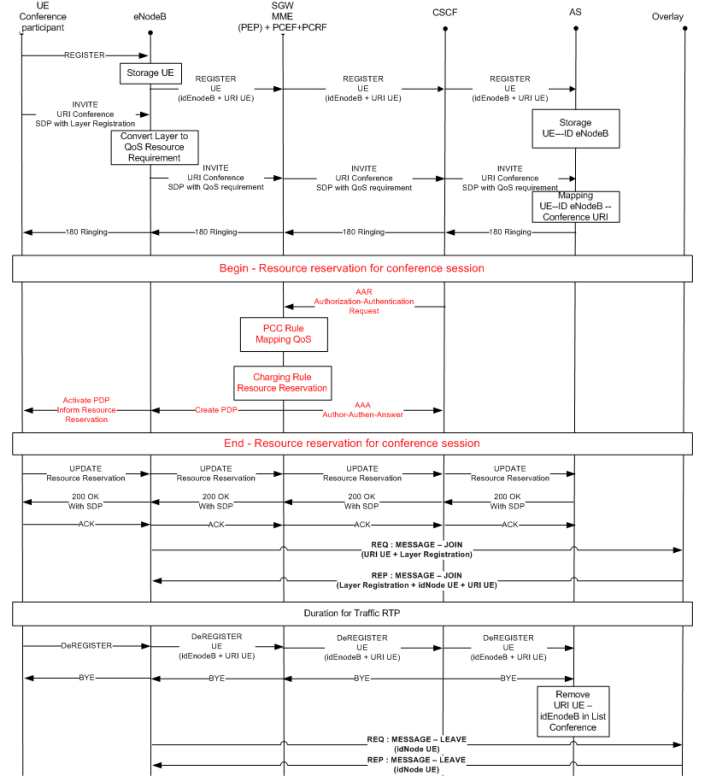 UE
Conference
participant
eNodeB
SGW
MME
(PEP) + PCEF+PCRF
CSCF
AS
Overlay
REGISTER
Storage UE
REGISTER
UE
(idEnodeB + URI UE)
REGISTER
UE
(idEnodeB + URI UE)
REGISTER
UE
(idEnodeB + URI UE)
INVITE
URI Conference
SDP with Layer Registration
Storage
UE---ID eNodeB
Convert Layer to
QoS Resource
Requirement
INVITE
URI Conference
SDP with QoS requirement
INVITE
URI Conference
SDP with QoS requirement
INVITE
URI Conference
SDP with QoS requirement
Mapping
UE--ID eNodeB --
Conference URI
180 Ringing
180 Ringing
180 Ringing
180 Ringing
Begin - Resource reservation for conference session
AAR
Authorization-Authentication
Request
PCC Rule
Mapping QoS
Charging Rule
Resource Reservation
Activate PDP
Inform Resource
Reservation
Create PDP
AAA
Author-Authen-Answer
End - Resource reservation for conference session
UPDATE
Resource Reservation
UPDATE
Resource Reservation
UPDATE
Resource Reservation
UPDATE
Resource Reservation
200 OK
With SDP
200 OK
With SDP
200 OK
With SDP
200 OK
With SDP
ACK
ACK
ACK
ACK
REQ : MESSAGE – JOIN
(URI UE + Layer Registration)
REP : MESSAGE – JOIN
(Layer Registration + idNode UE + URI UE)
Duration for Traffic RTP
DeREGISTER
DeREGISTER
UE
(idEnodeB + URI UE)
DeREGISTER
UE
(idEnodeB + URI UE)
DeREGISTER
UE
(idEnodeB + URI UE)
BYE
BYE
BYE
BYE
Remove
URI UE –
idEnodeB in List
Conference
REQ : MESSAGE – LEAVE
(idNode UE)
REP : MESSAGE – LEAVE
(idNode UE)